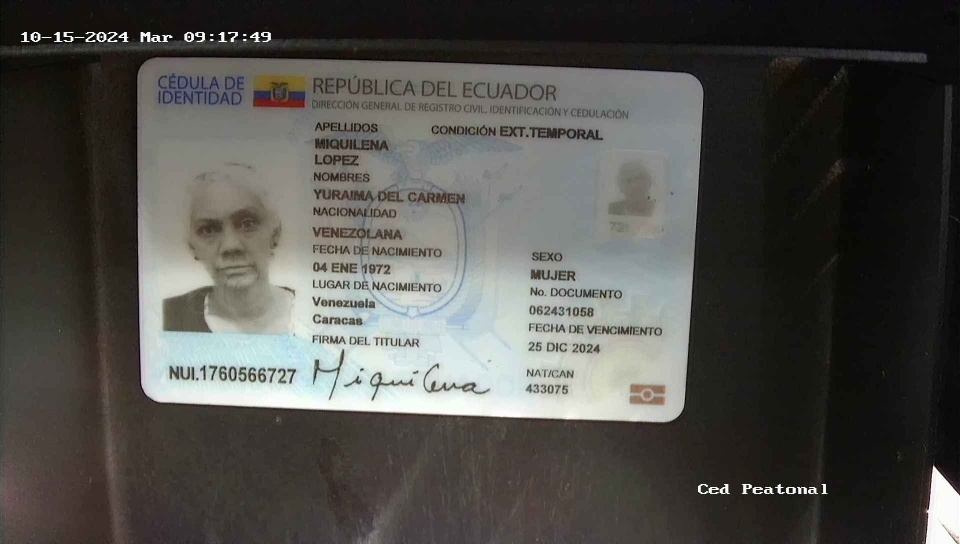 10-15-2024 Mar 09:17:49
CÉDULA DE
IDENTIDAD
REPÚBLICA DEL ECUADOR
DIRECCIÓN GENERAL DE REGISTRO CIVIL, IDENTIFICACIÓN Y CEDULACIÓN
APELLIDOS
CONDICIÓN EXT.TEMPORAL
MIQUILENA
LOPEZ
NOMBRES
YURAIMA DEL CARMEN
NACIONALIDAD
VENEZOLANA
FECHA DE NACIMIENTO
04 ENE 1972
LUGAR DE NACIMIENTO
Venezuela
Caracas
FIRMA DEL TITULAR
SEXO
MUJER
No. DOCUMENTO
062431058
FECHA DE VENCIMIENTO
25 DIC 2024
NAT/CAN
433075
NUI.1760566727
Miquilena
Ced Peatonal